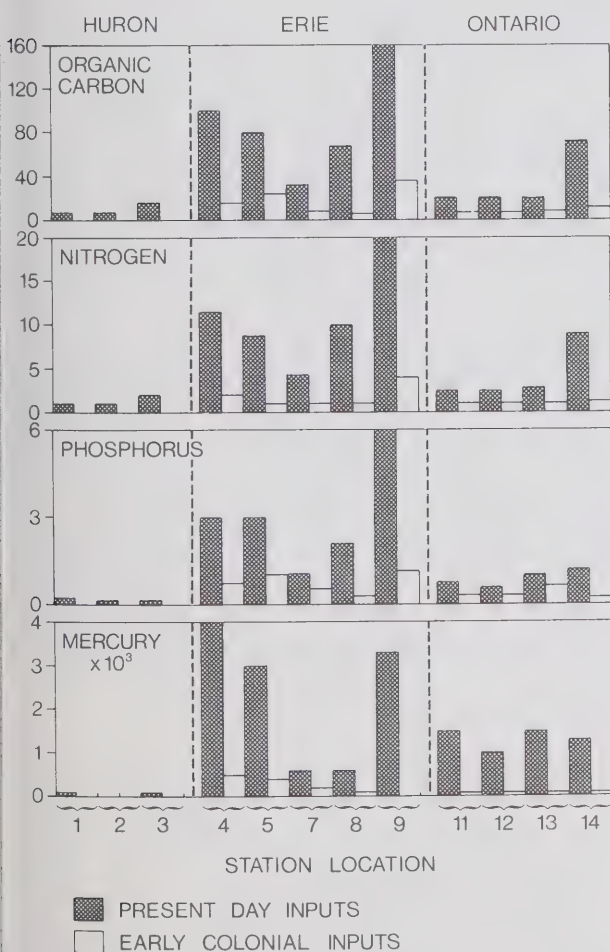 HURON ERIE ONTARIO
160
ORGANIC
CARBON
120
80
40
0
20
NITROGEN
15
10
5
0
6
PHOSPHORUS
3
0
4
MERCURY
x 10³
3
2
1
0
1 2 3 4 5 7 8 9 11 12 13 14
STATION LOCATION
PRESENT DAY INPUTS
EARLY COLONIAL INPUTS